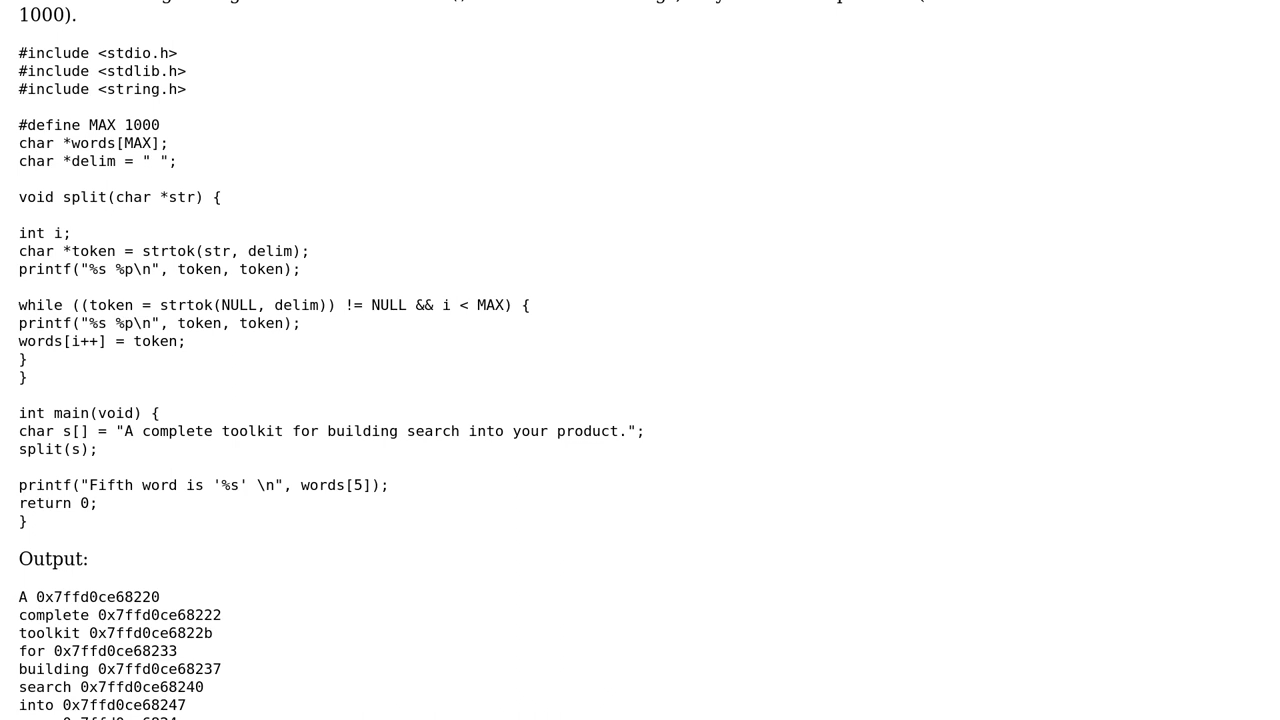 1000).
#include <stdio.h>
#include <stdlib.h>
#include <string.h>
#define MAX 1000
char *words[MAX];
char *delim = " ";
void split(char *str) {
int i;
char *token = strtok(str, delim);
printf("%s %p\n", token, token);
while ((token = strtok(NULL, delim)) != NULL && i < MAX) {
printf("%s %p\n", token, token);
words[i++] = token;
}
}
int main(void) {
char s[] = "A complete toolkit for building search into your product.";
split(s);
printf("Fifth word is '%s' \n", words[5]);
return 0;
}
Output:
A 0x7ffd0ce68220
complete 0x7ffd0ce68222
toolkit 0x7ffd0ce6822b
for 0x7ffd0ce68233
building 0x7ffd0ce68237
search 0x7ffd0ce68240
into 0x7ffd0ce68247